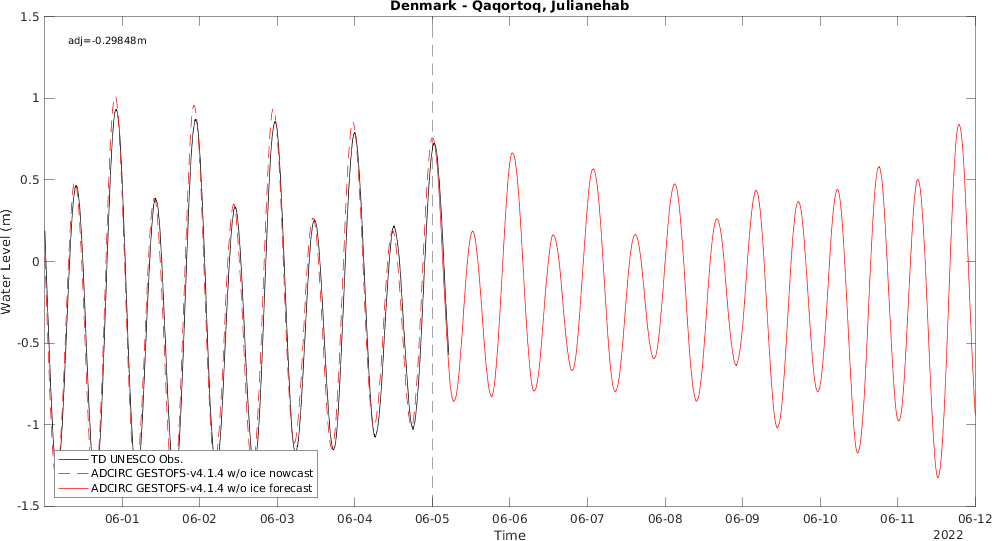 Denmark - Qaqortoq, Julianehab
adj=-0.29848m
Water Level (m)
1.5
1
0.5
0
-0.5
-1
-1.5
TD UNESCO Obs.
ADCIRC GESTOFS-v4.1.4 w/o ice nowcast
ADCIRC GESTOFS-v4.1.4 w/o ice forecast
06-01 06-02 06-03 06-04 06-05 06-06 06-07 06-08 06-09 06-10 06-11 06-12
Time
2022